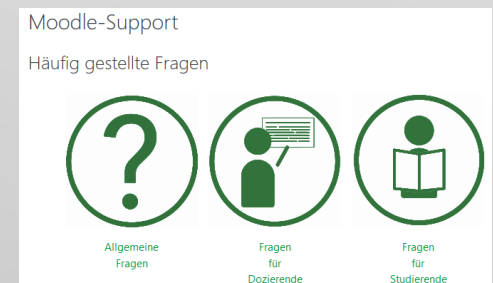 Moodle-Support
Häufig gestellte Fragen
?
Allgemeine
Fragen
Fragen
für
Dozierende
Fragen
für
Studierende